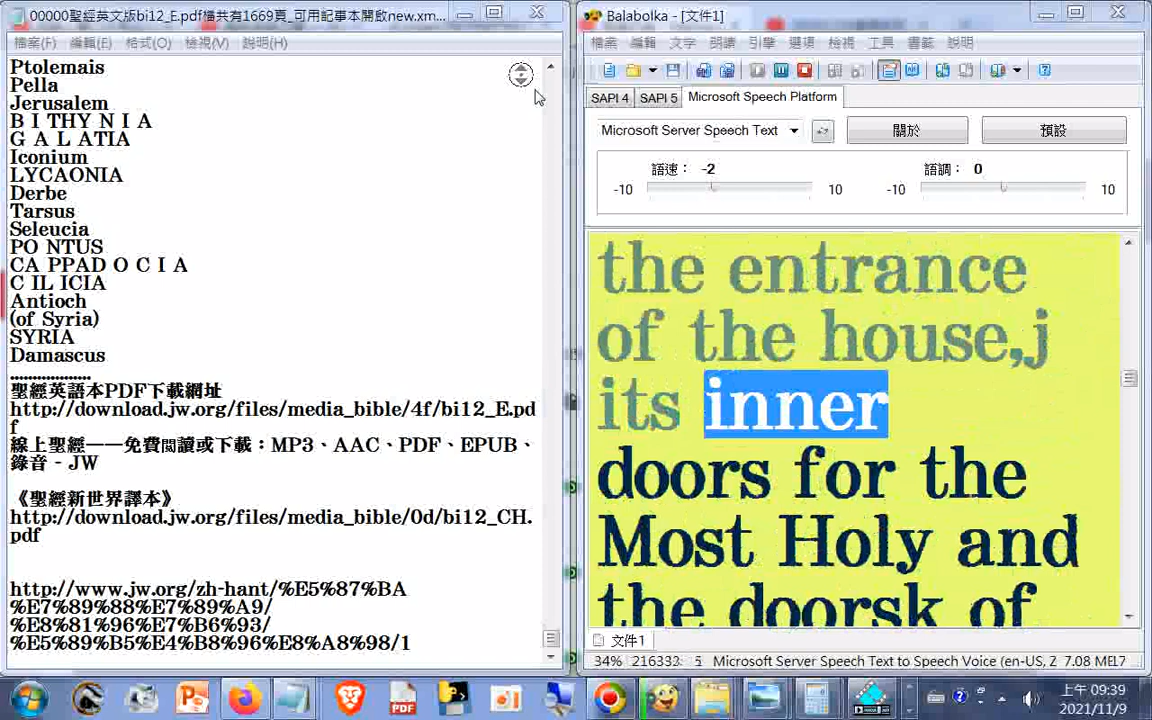 00000聖經英文版bi12_E.pdf檔共有1669頁_可用記事本開啟new.xm...
檔案(F) 編輯(E) 格式(O) 檢視(V) 說明(H)
Ptolemais
Pella
Jerusalem
B I THY N I A
G A L ATIA
Iconium
LYCAONIA
Derbe
Tarsus
Seleucia
PO NTUS
CA PPAD O C I A
C IL ICIA
Antioch
(of Syria)
SYRIA
Damascus
..................
聖經英語本PDF下載網址
http://download.jw.org/files/media_bible/4f/bi12_E.pd
f
線上聖經——免費閱讀或下載：MP3、AAC、PDF、EPUB、
錄音 - JW
《聖經新世界譯本》
http://download.jw.org/files/media_bible/0d/bi12_CH.
pdf
http://www.jw.org/zh-hant/%E5%87%BA
%E7%89%88%E7%89%A9/
%E8%81%96%E7%B6%93/
%E5%89%B5%E4%B8%96%E8%A8%98/1
Balabolka - [文件1]
檔案 編輯 文字 朗讀 引擎 選項 檢視 工具 書籤 說明
SAPI 4 SAPI 5 Microsoft Speech Platform
Microsoft Server Speech Text 關於 預設
語速： -2 語調： 0
-10 10 -10 10
the entrance
of the house,j
its inner
doors for the
Most Holy and
the doorsk of
文件1
34% 216332 Microsoft Server Speech Text to Speech Voice (en-US, Z 7.08 MB
上午 09:39
2021/11/9